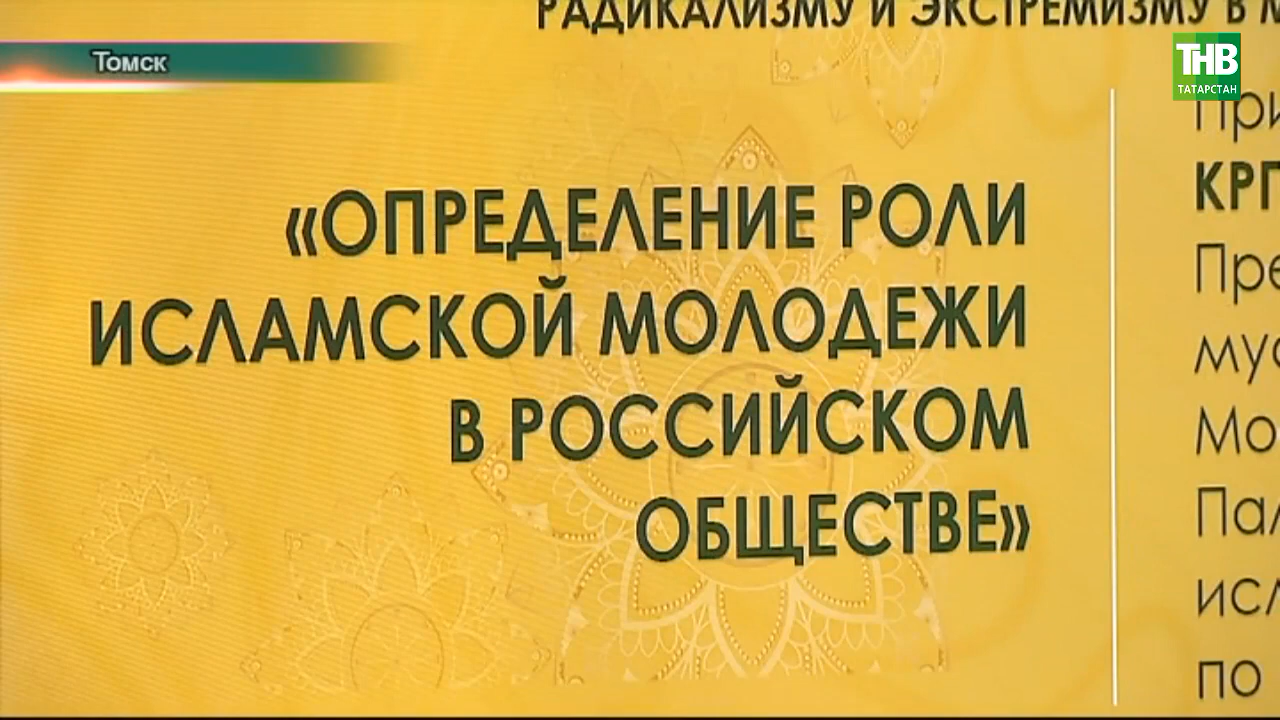 РАДИКАЛИЗМУ И ЭКСТРЕМИЗМУ В
Томск
ТНВ
ТАТАРСТАН
«ОПРЕДЕЛЕНИЕ РОЛИ
ИСЛАМСКОЙ МОЛОДЕЖИ
В РОССИЙСКОМ
ОБЩЕСТВЕ»
по